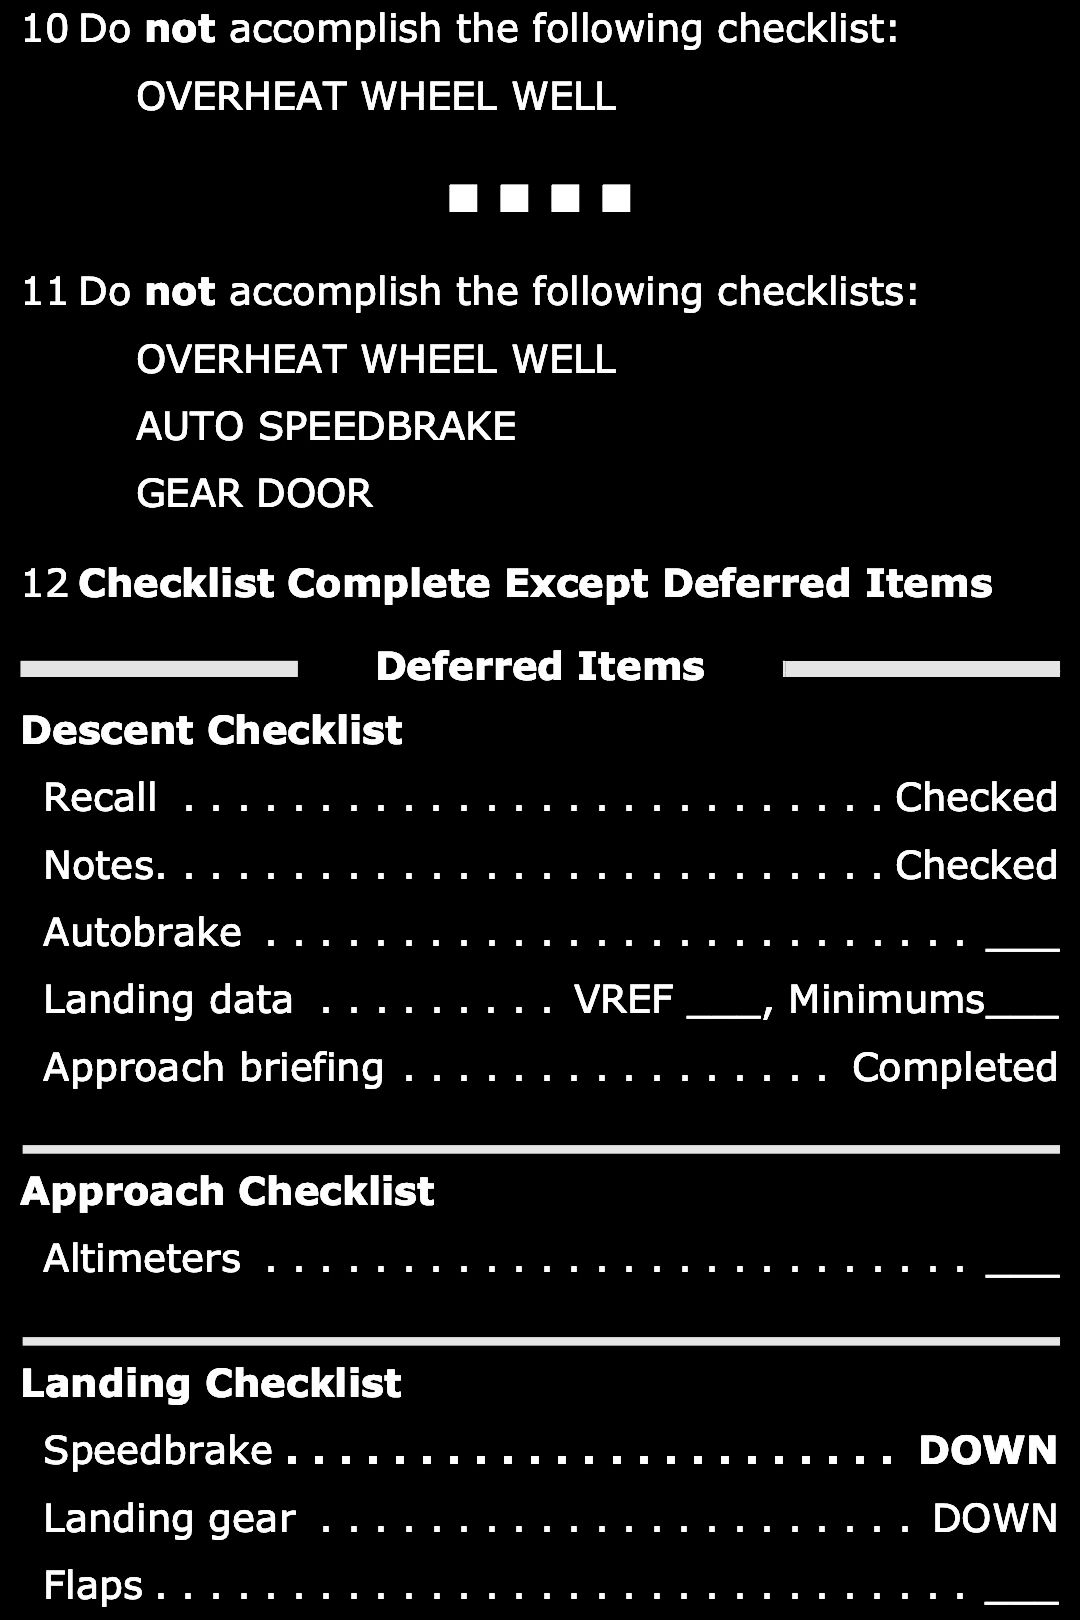 10 Do not accomplish the following checklist:
OVERHEAT WHEEL WELL
■ ■ ■ ■
11 Do not accomplish the following checklists:
OVERHEAT WHEEL WELL
AUTO SPEEDBRAKE
GEAR DOOR
12 Checklist Complete Except Deferred Items
Deferred Items
Descent Checklist
Recall . . . . . . . . . . . . . . . . . . . . . . . . . . Checked
Notes. . . . . . . . . . . . . . . . . . . . . . . . . . . Checked
Autobrake . . . . . . . . . . . . . . . . . . . . . . . . . . ___
Landing data . . . . . . . . . VREF ___, Minimums___
Approach briefing . . . . . . . . . . . . . . . . Completed
Approach Checklist
Altimeters . . . . . . . . . . . . . . . . . . . . . . . . . . ___
Landing Checklist
Speedbrake . . . . . . . . . . . . . . . . . . . . . . . DOWN
Landing gear . . . . . . . . . . . . . . . . . . . . . . DOWN
Flaps . . . . . . . . . . . . . . . . . . . . . . . . . . . . . . ___